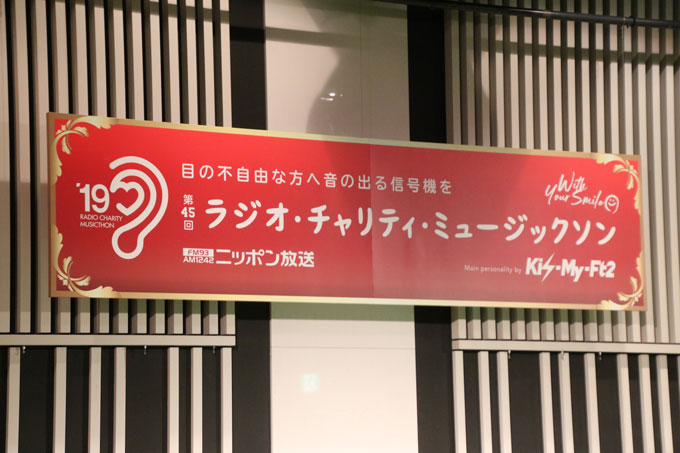 '19
RADIO CHARITY
MUSICTHON
目の不自由な方へ音の出る信号機を
With
Your Smile
第45回
ラジオ・チャリティ・ミュージックソン
FM93
AM1242
ニッポン放送
Main personality by Kis-My-Ft2